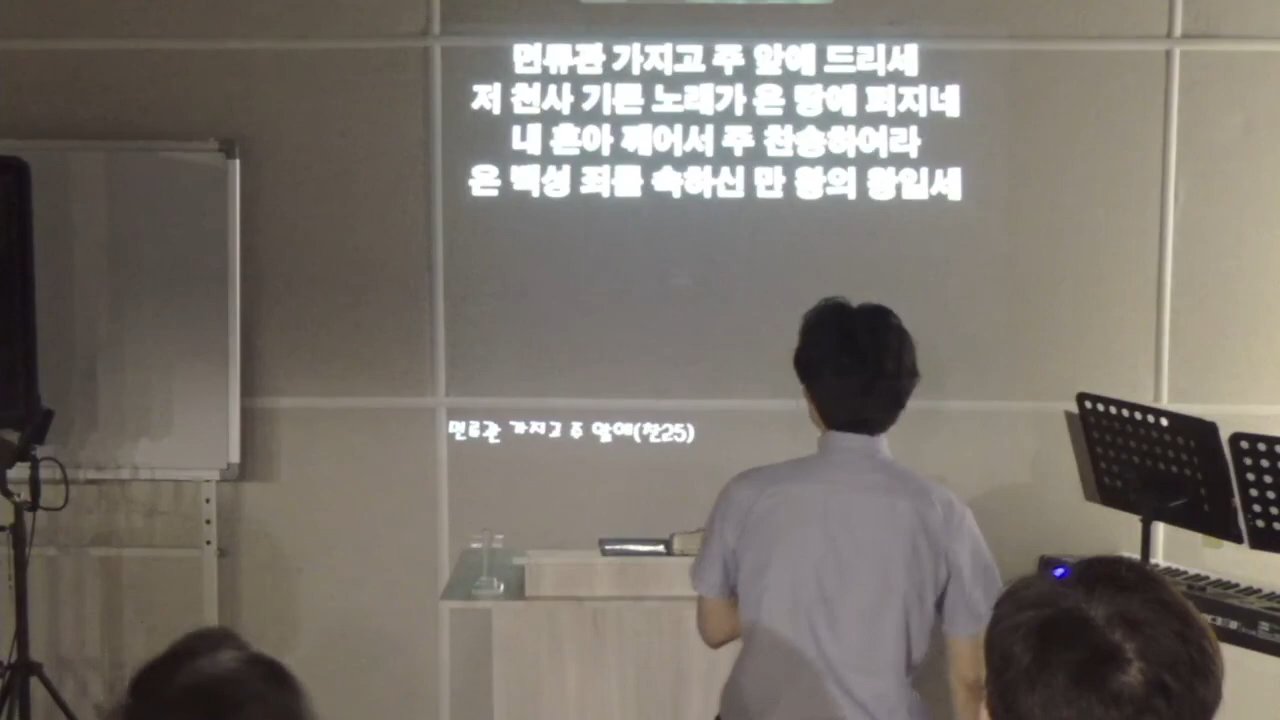 면류관 가지고 주 앞에 드리세
저 천사 기쁜 노래가 온 땅에 퍼지네
내 혼아 깨어서 주 찬송하여라
온 백성 죄를 속하신 만 왕의 왕일세
면류관 가지고 주 앞에(찬25)